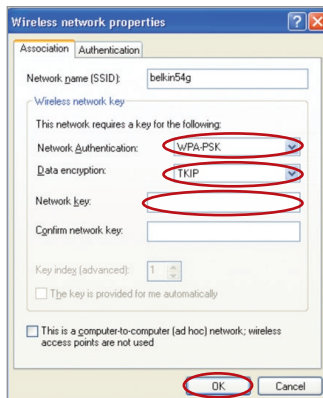 Wireless network properties
Association
Authentication
Network name (SSID):
belkin54g
Wireless network key
This network requires a key for the following:
Network Authentication:
WPA-PSK
Data encryption:
TKIP
Network key:
Confirm network key:
Key index (advanced):
1
The key is provided for me automatically
This is a computer-to-computer (ad hoc) network; wireless
access points are not used
OK
Cancel